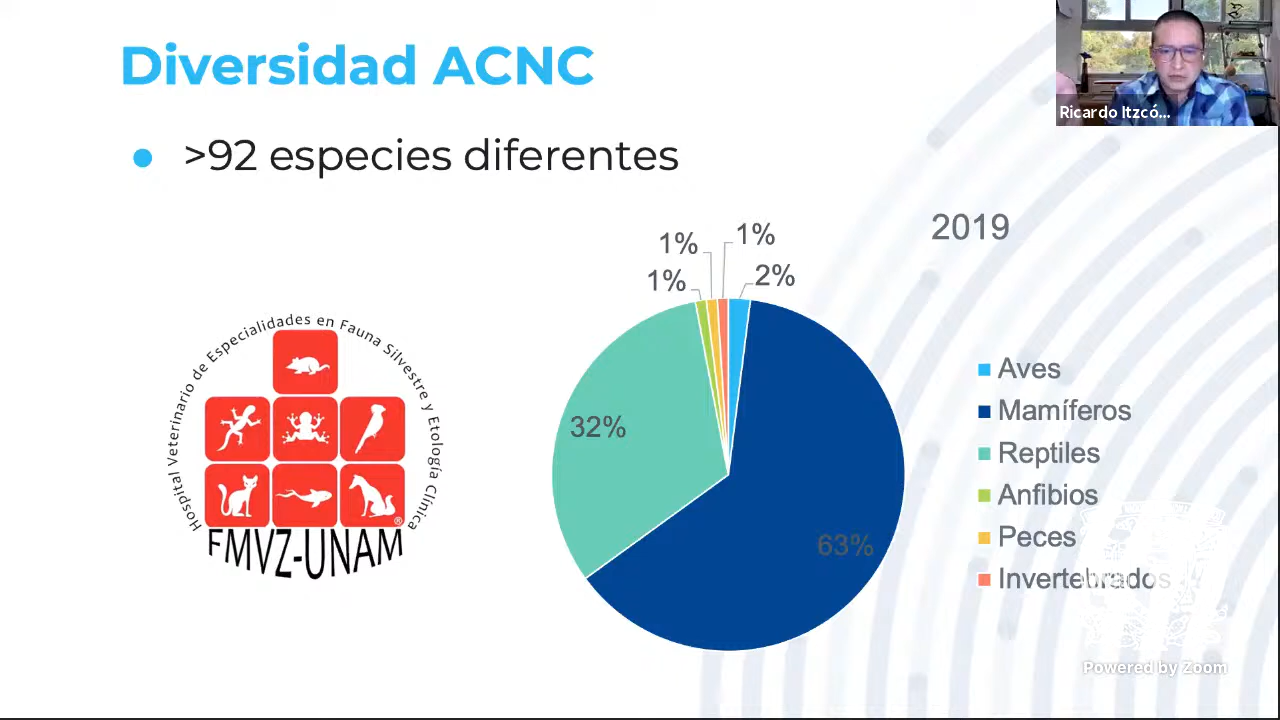 Diversidad ACNC
Ricardo Itzcó...
● >92 especies diferentes
2019
1%
1%
1%
2%
32%
63%
Hospital Veterinario de Especialidades en Fauna Silvestre y Etología Clínica
®
FMVZ-UNAM
Aves
Mamíferos
Reptiles
Anfibios
Peces
Invertebrados
Powered by Zoom